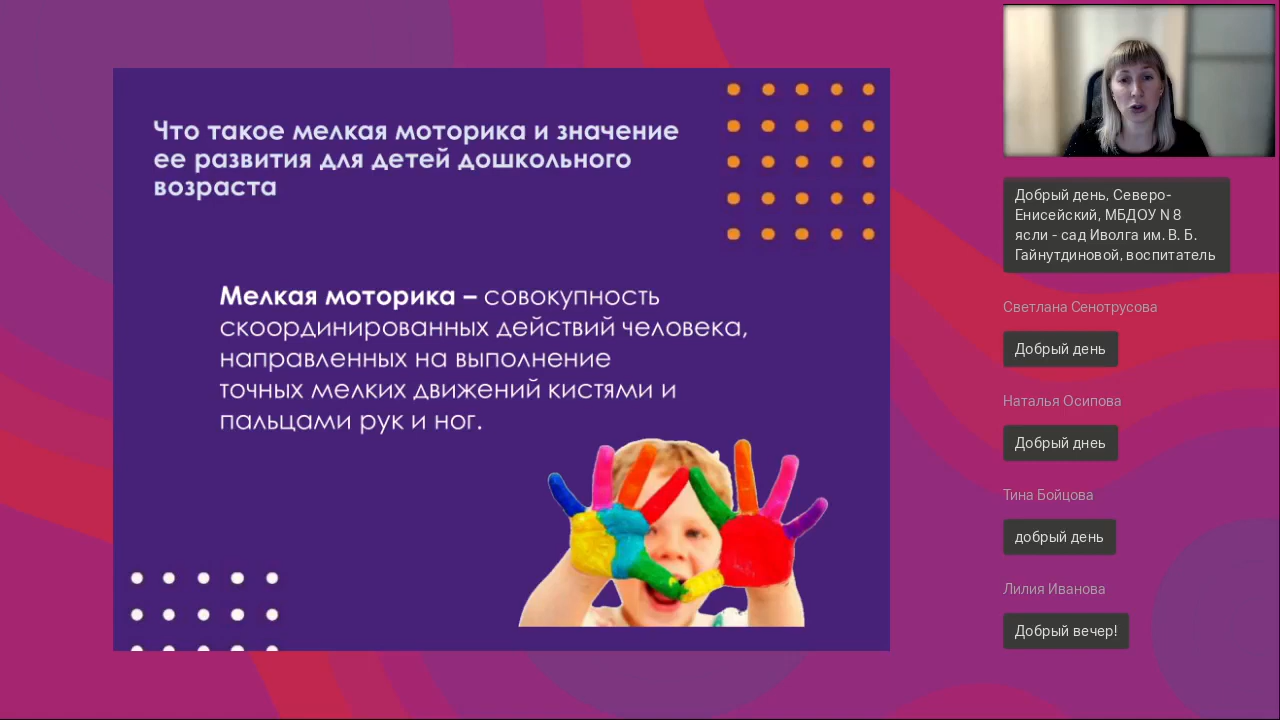 Что такое мелкая моторика и значение
ее развития для детей дошкольного
возраста
Мелкая моторика – совокупность
скоординированных действий человека,
направленных на выполнение
точных мелких движений кистями и
пальцами рук и ног.
Добрый день, Северо-
Енисейский, МБДОУ N 8
ясли - сад Иволга им. В. Б.
Гайнутдиновой, воспитатель
Светлана Сенотрусова
Добрый день
Наталья Осипова
Добрый днеь
Тина Бойцова
добрый день
Лилия Иванова
Добрый вечер!